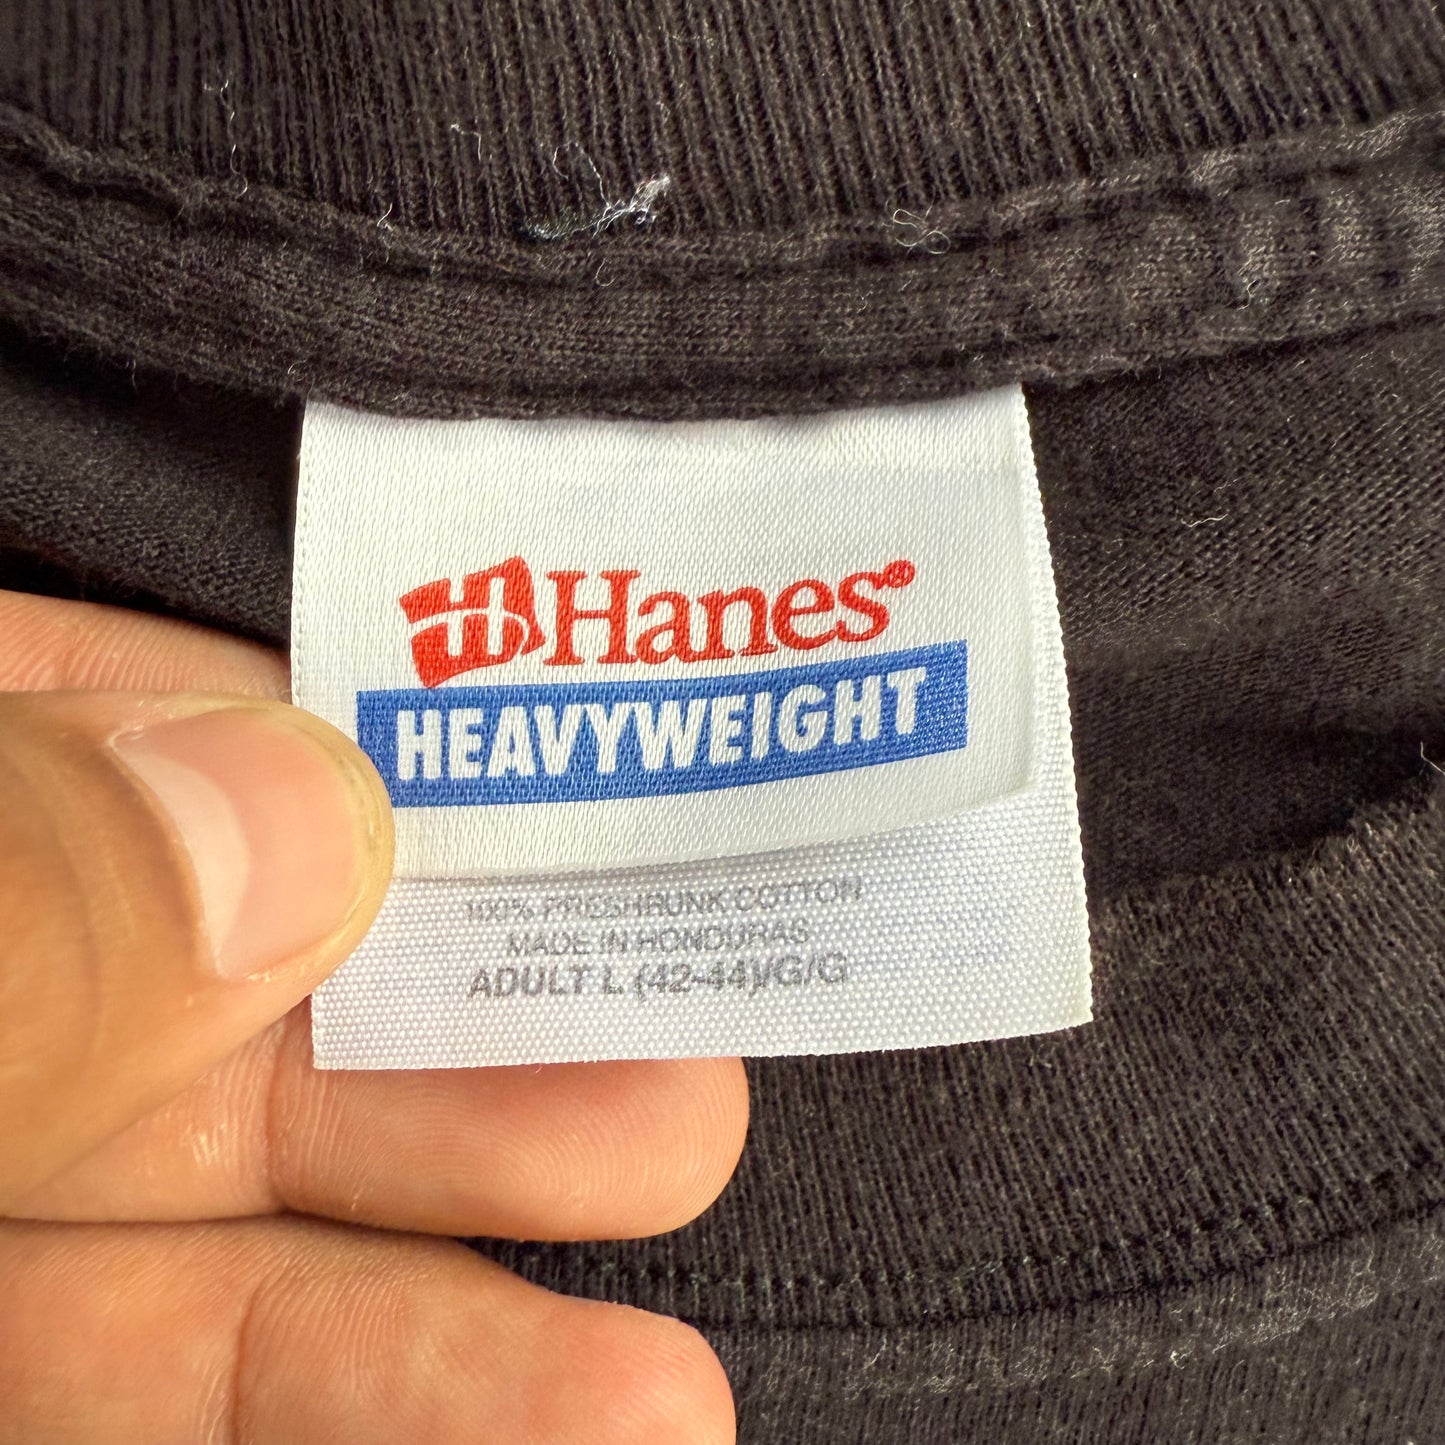 H Hanes®
HEAVYWEIGHT
100% PRESHRUNK COTTON
MADE IN HONDURAS
ADULT L (42-44)/G/G